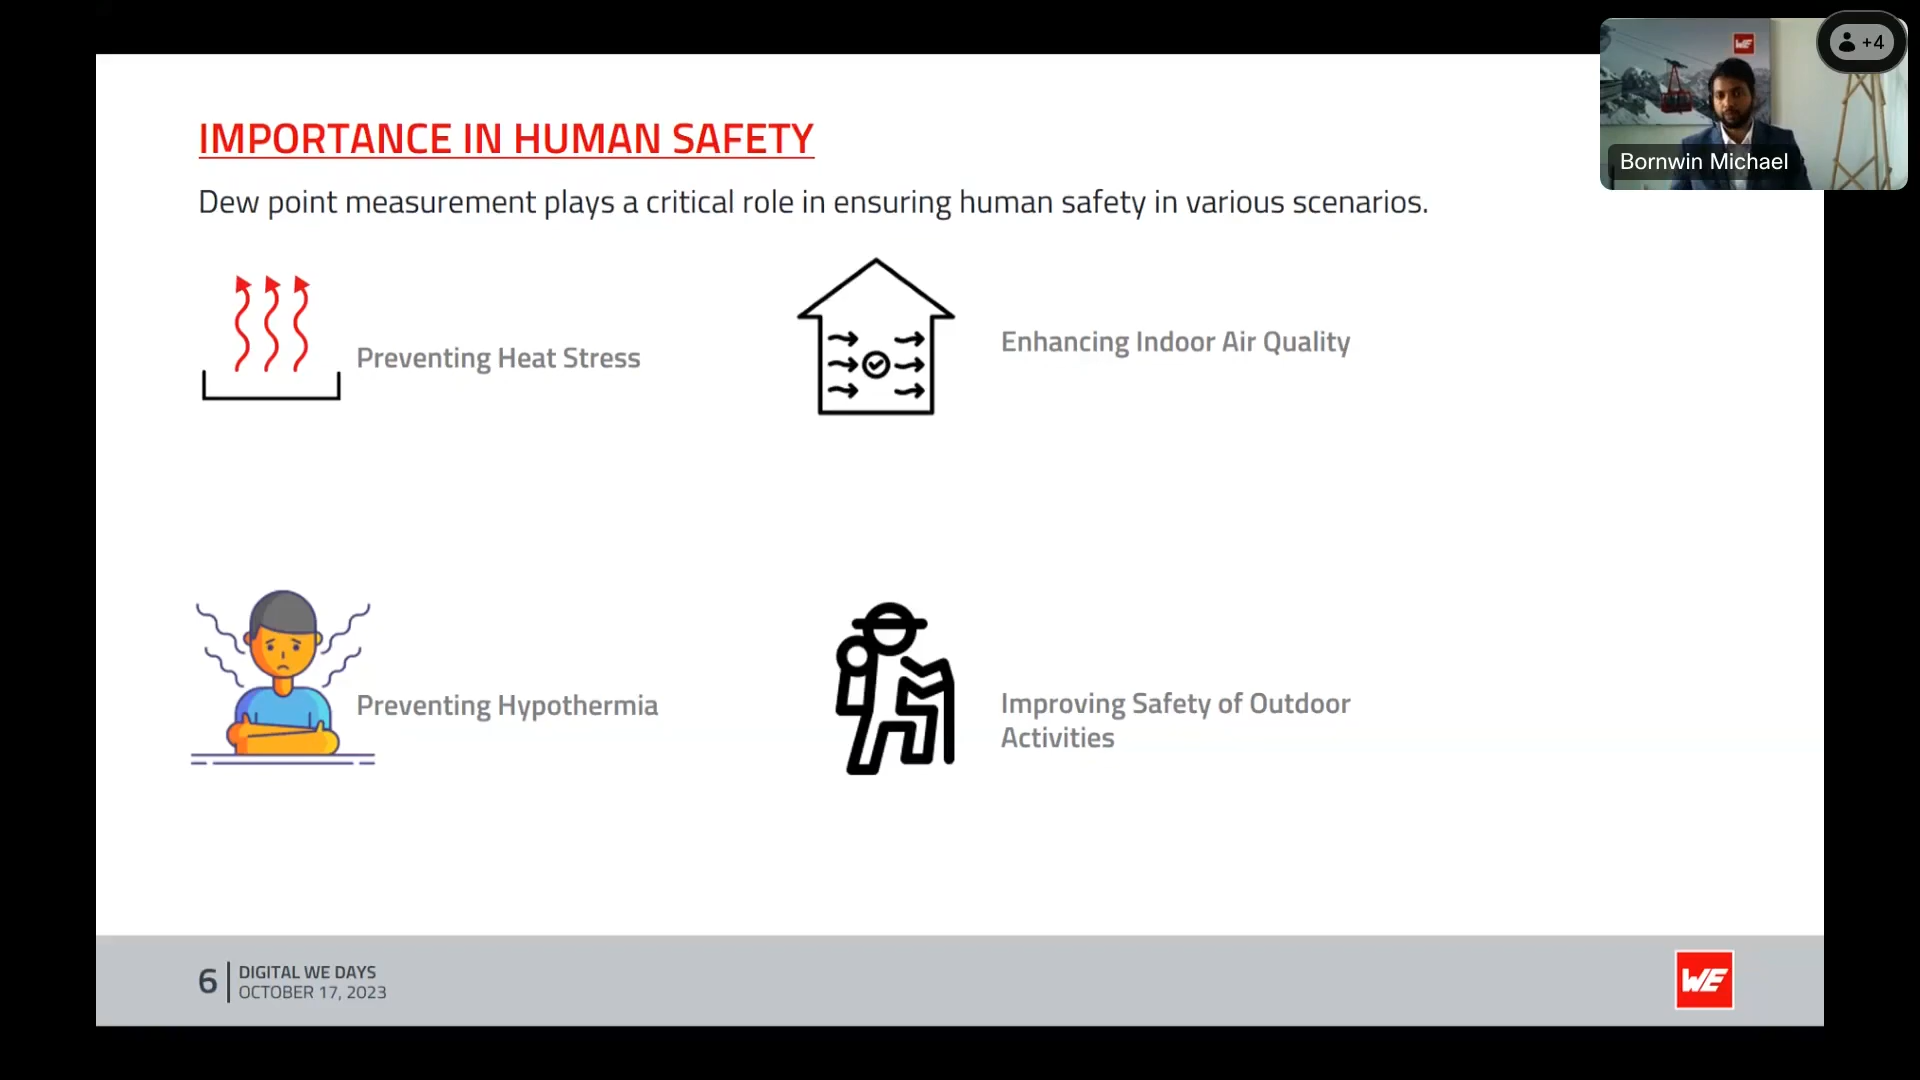 +4
WE
Bornwin Michael
IMPORTANCE IN HUMAN SAFETY
Dew point measurement plays a critical role in ensuring human safety in various scenarios.
Preventing Heat Stress
Enhancing Indoor Air Quality
Preventing Hypothermia
Improving Safety of Outdoor
Activities
6
DIGITAL WE DAYS
OCTOBER 17, 2023
WE